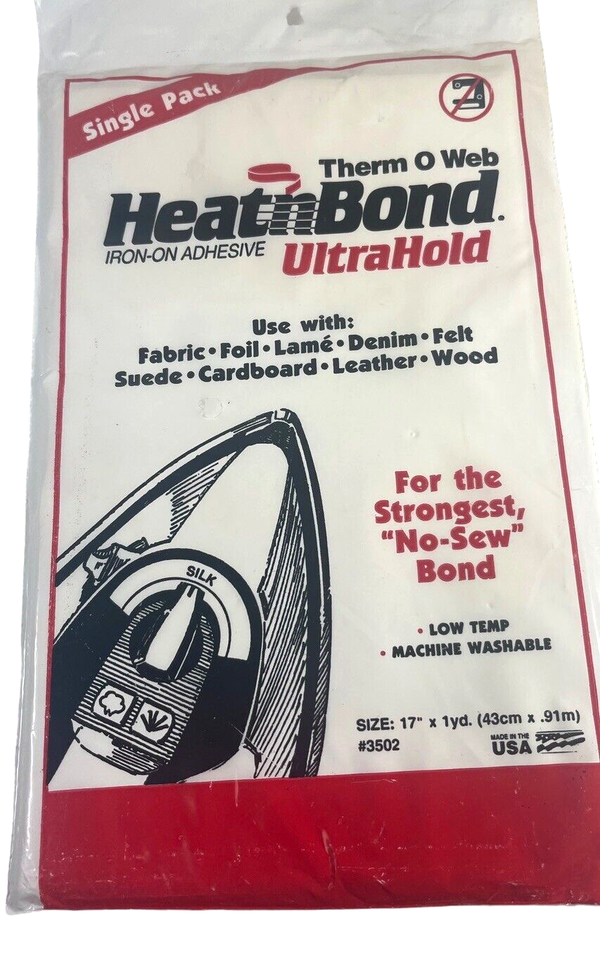 Single Pack
Therm O Web
Heat'n'Bond.
IRON-ON ADHESIVE
UltraHold
Use with:
Fabric • Foil • Lamé • Denim • Felt
Suede • Cardboard • Leather • Wood
For the
Strongest,
“No-Sew”
Bond
SILK
• LOW TEMP
• MACHINE WASHABLE
SIZE: 17" x 1yd. (43cm x .91m)
#3502
MADE IN THE
USA